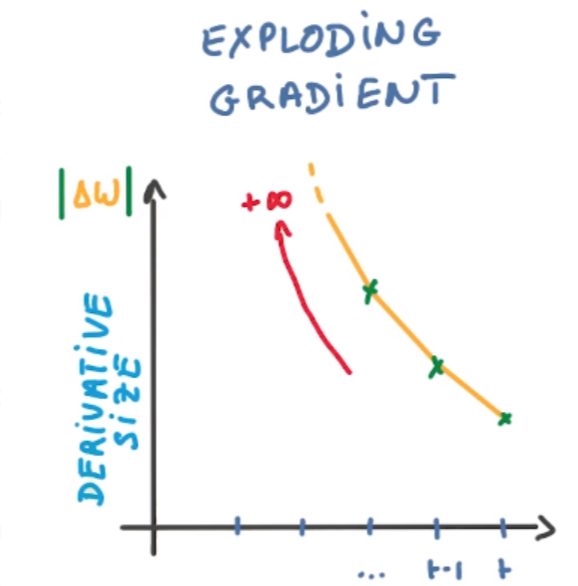 EXPLODING
GRADIENT
|ΔW|
+∞
DERIVATIVE
SIZE
... t-1 t